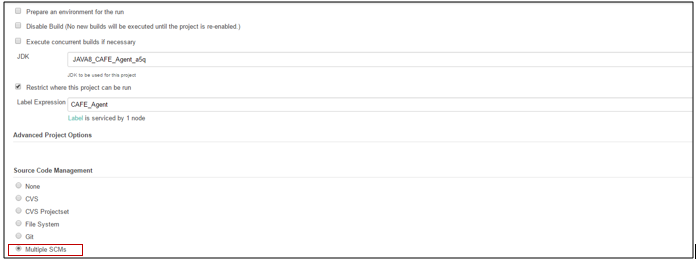 Prepare an environment for the run
Disable Build (No new builds will be executed until the project is re-enabled.)
Execute concurrent builds if necessary
JDK
JAVA8_CAFE_Agent_a5q
JDK to be used for this project
Restrict where this project can be run
Label Expression
CAFE_Agent
Label is serviced by 1 node
Advanced Project Options
Source Code Management
None
CVS
CVS Projectset
File System
Git
Multiple SCMs